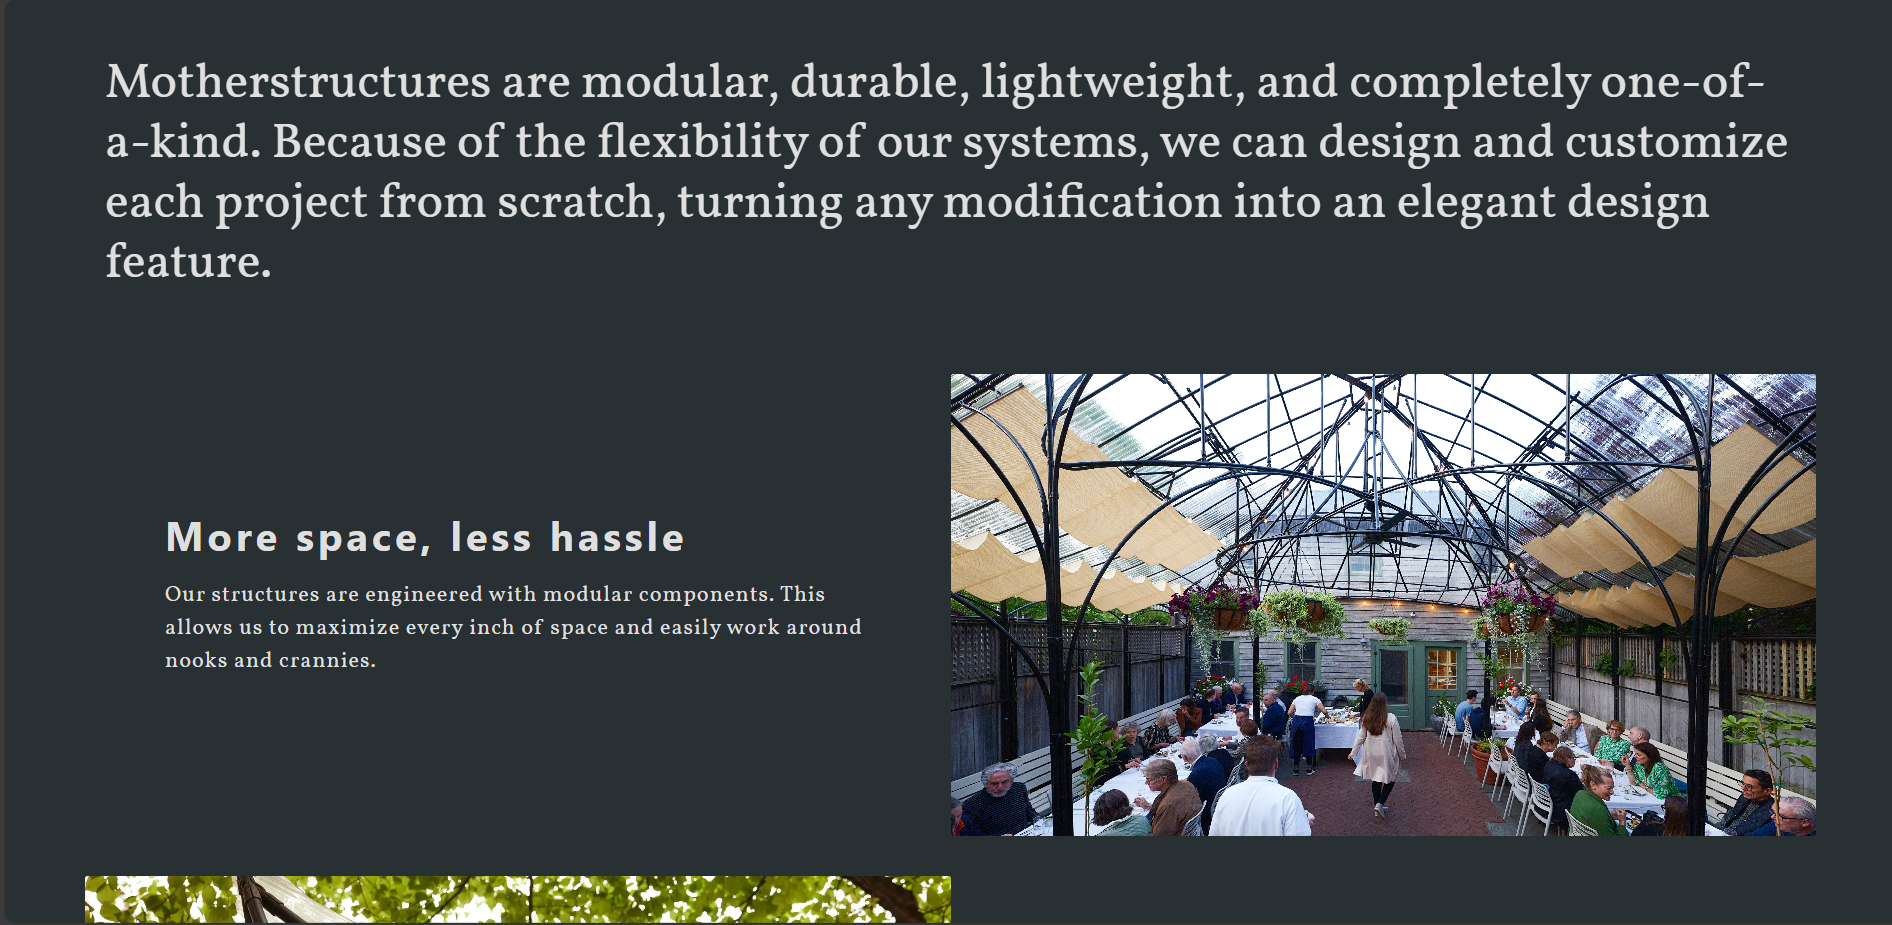 Motherstructures are modular, durable, lightweight, and completely one-of-
a-kind. Because of the flexibility of our systems, we can design and customize
each project from scratch, turning any modification into an elegant design
feature.
More space, less hassle
Our structures are engineered with modular components. This
allows us to maximize every inch of space and easily work around
nooks and crannies.